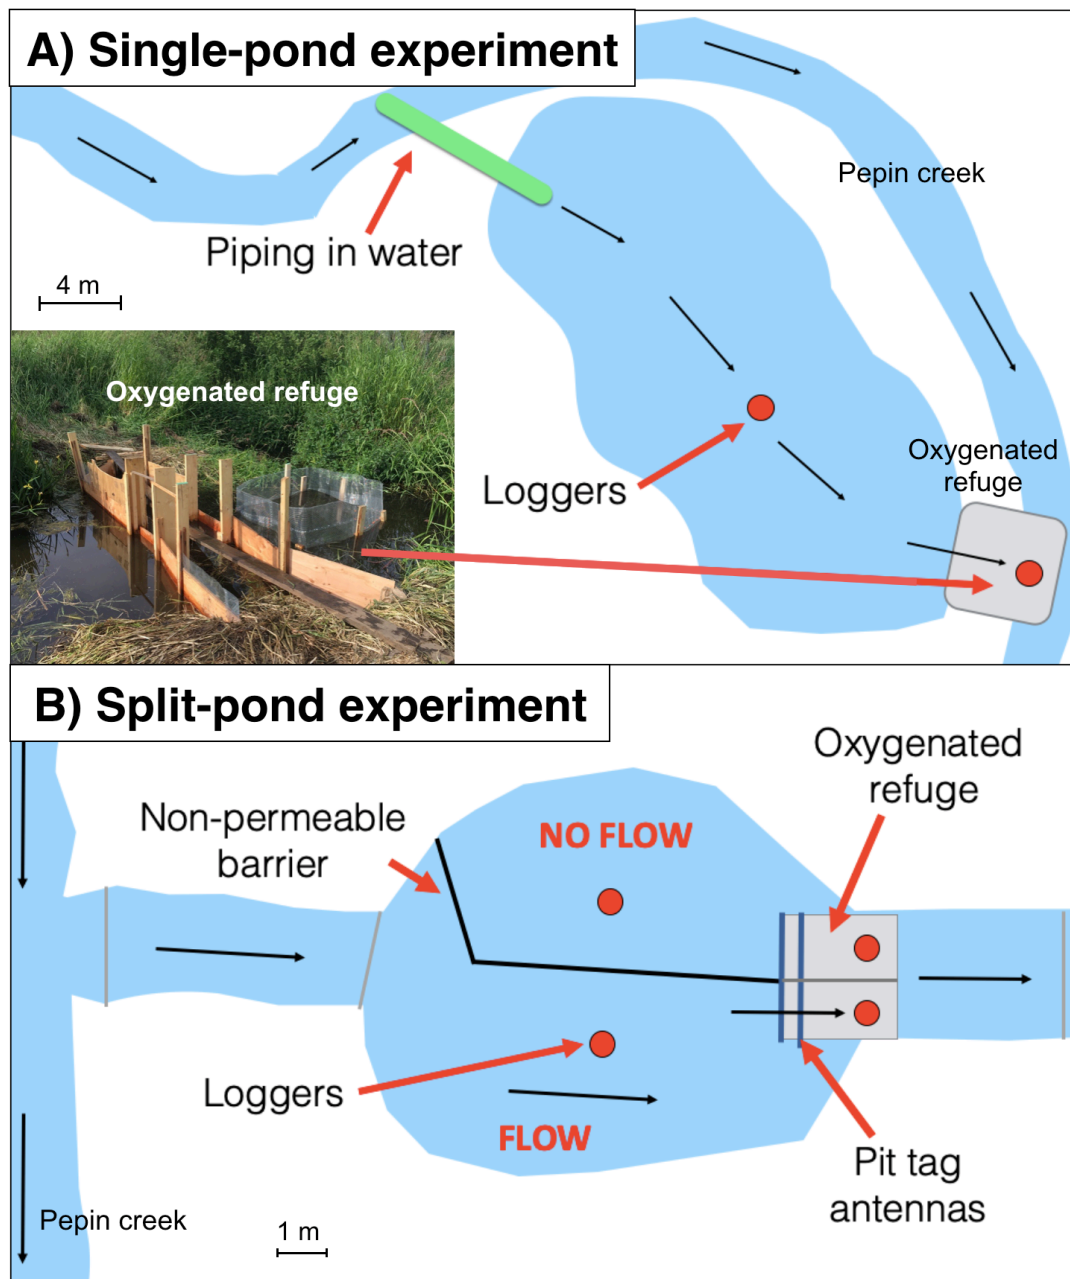 A) Single-pond experiment
Pepin creek
Piping in water
4 m
Oxygenated refuge
Loggers
Oxygenated
refuge
B) Split-pond experiment
Oxygenated
refuge
Non-permeable
barrier
NO FLOW
Loggers
FLOW
Pit tag
antennas
Pepin creek
1 m